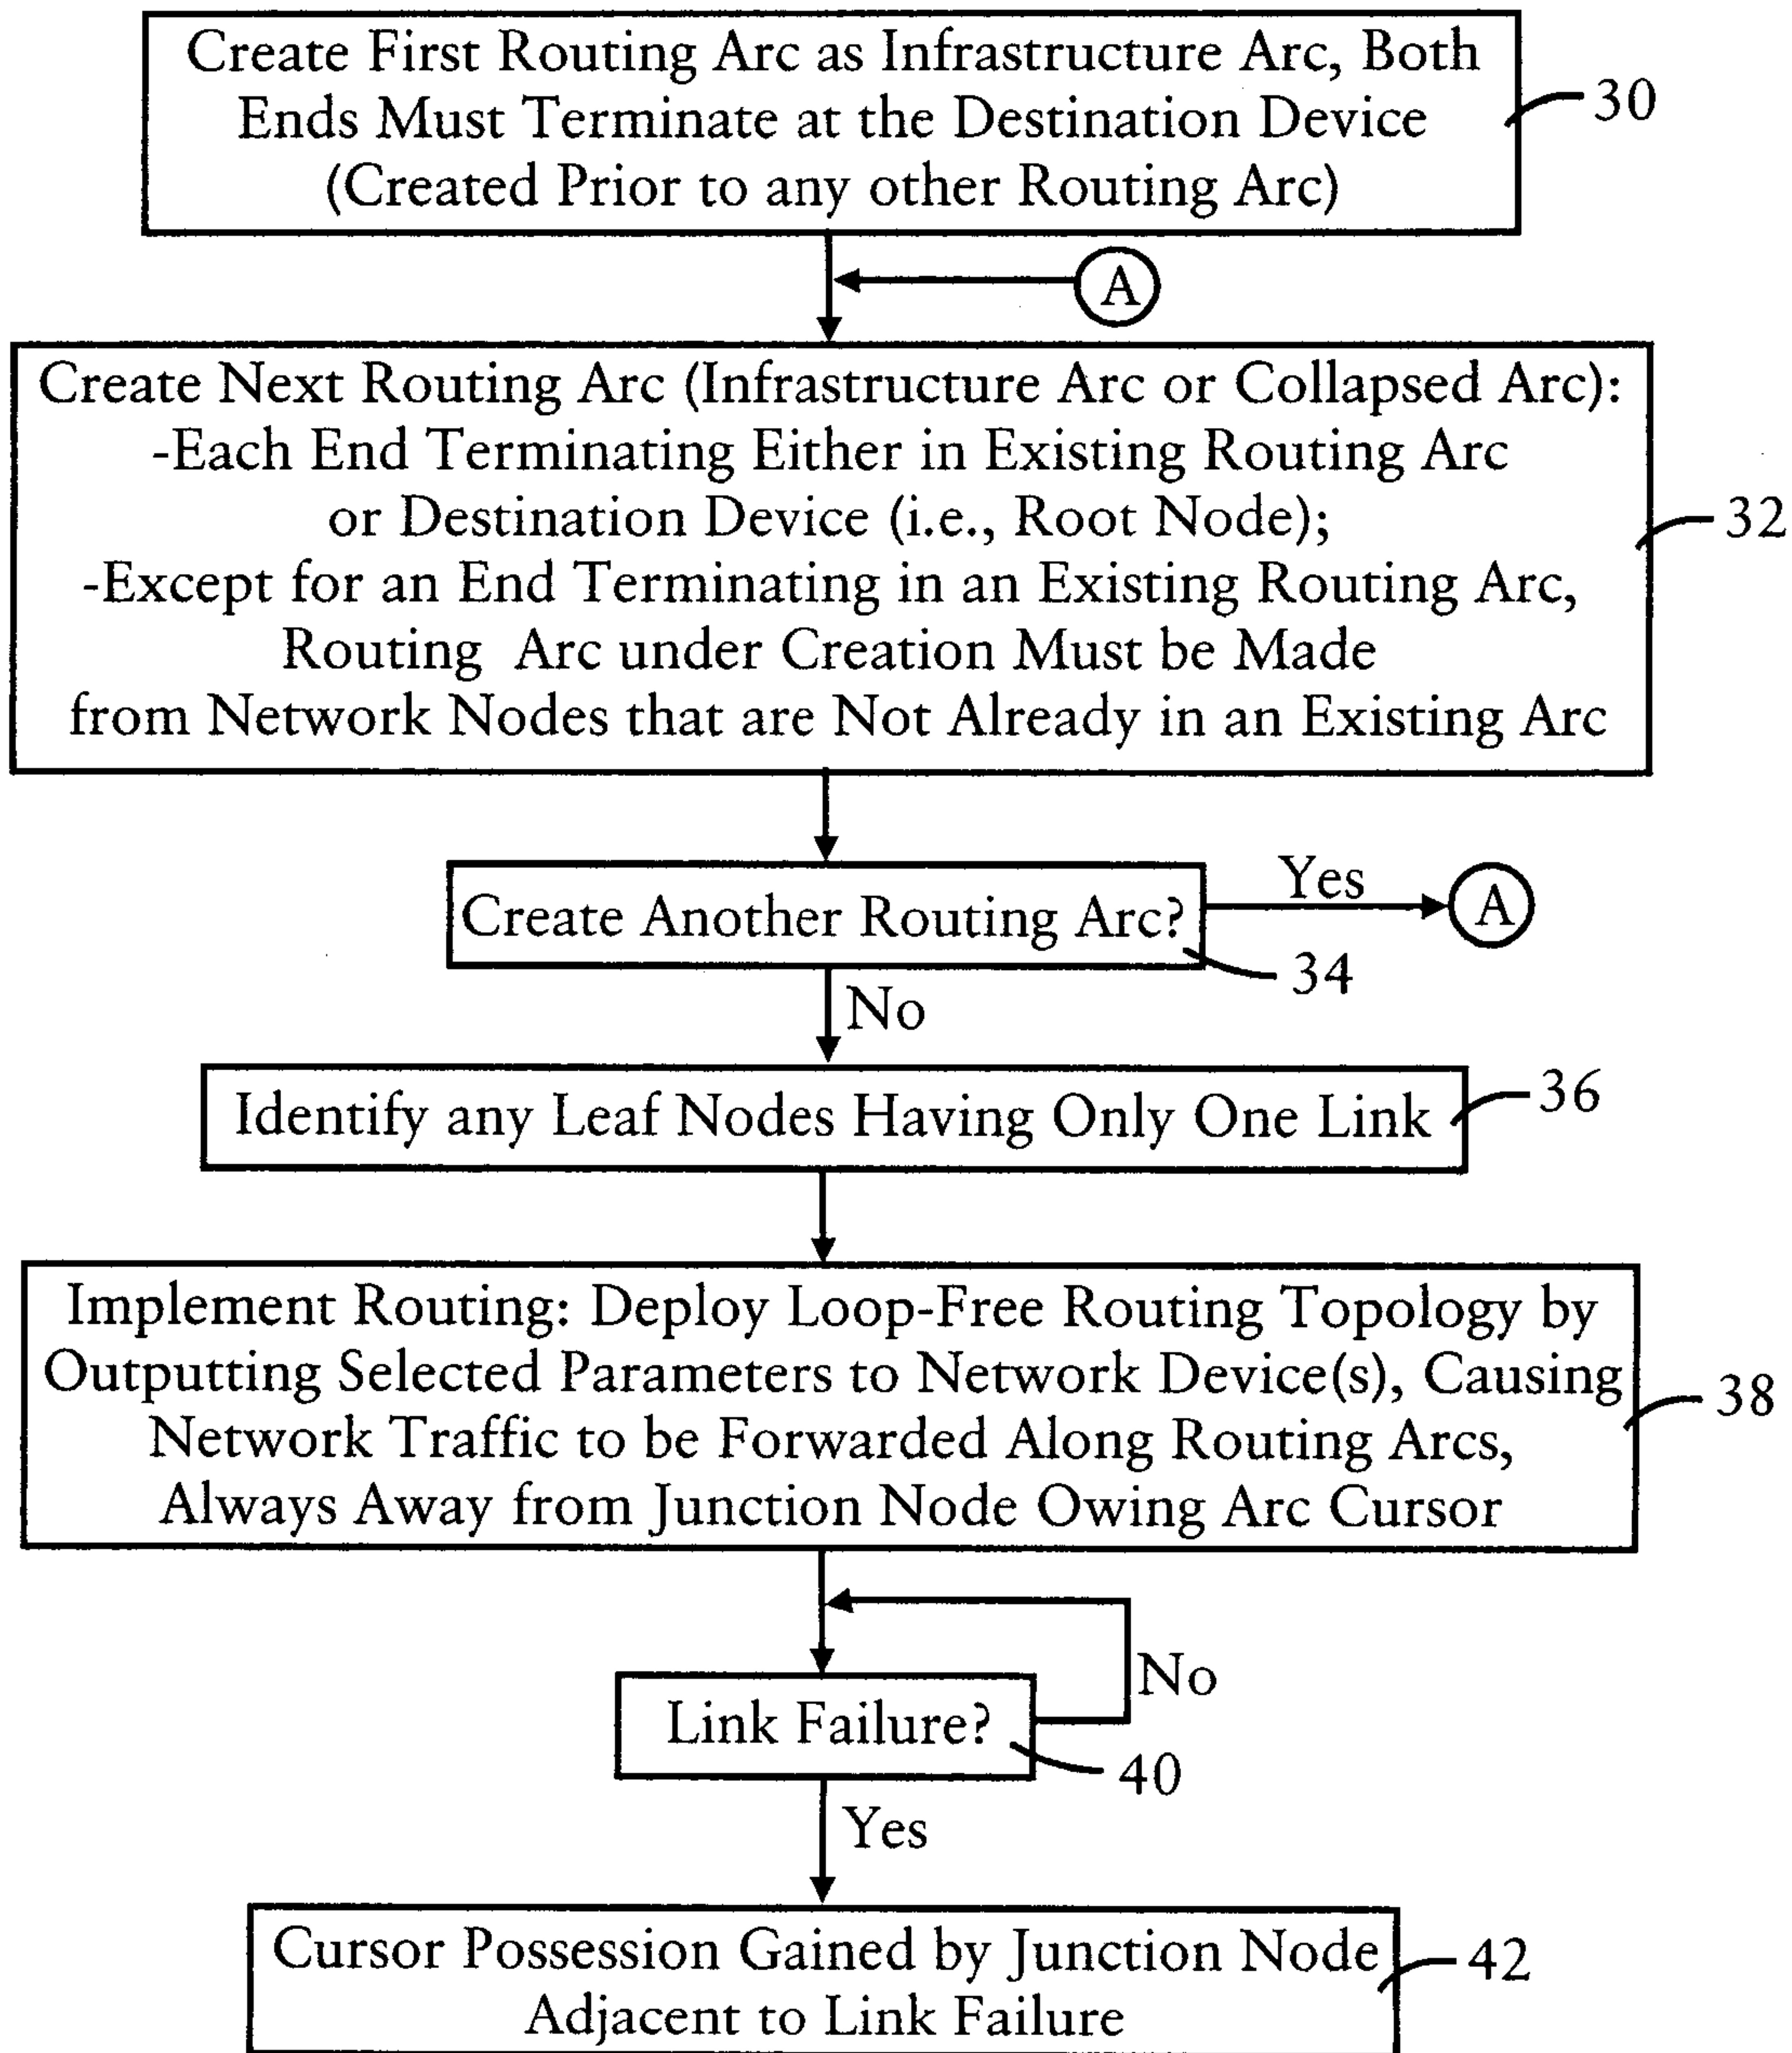 Create First Routing Arc as Infrastructure Arc, Both
Ends Must Terminate at the Destination Device
(Created Prior to any other Routing Arc)
30
A
Create Next Routing Arc (Infrastructure Arc or Collapsed Arc):
-Each End Terminating Either in Existing Routing Arc
or Destination Device (i.e., Root Node);
-Except for an End Terminating in an Existing Routing Arc,
Routing Arc under Creation Must be Made
from Network Nodes that are Not Already in an Existing Arc
32
Create Another Routing Arc?
Yes
A
34
No
Identify any Leaf Nodes Having Only One Link
36
Implement Routing: Deploy Loop-Free Routing Topology by
Outputting Selected Parameters to Network Device(s), Causing
Network Traffic to be Forwarded Along Routing Arcs,
Always Away from Junction Node Owing Arc Cursor
38
No
Link Failure?
40
Yes
Cursor Possession Gained by Junction Node
Adjacent to Link Failure
42